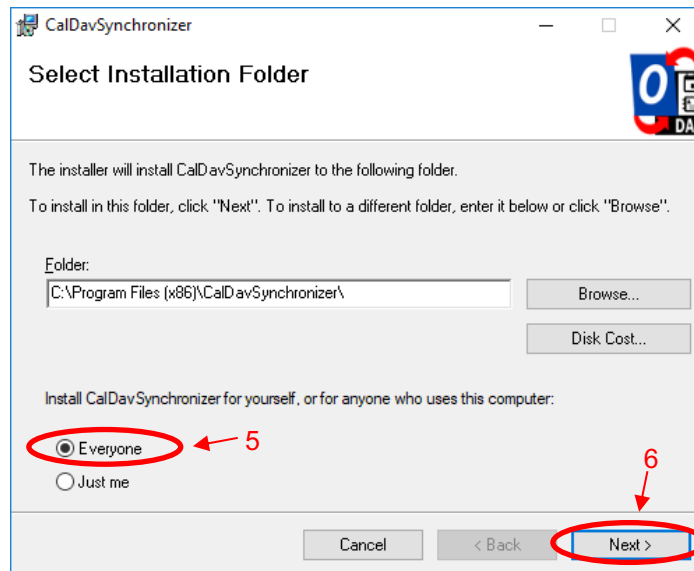 CalDavSynchronizer
Select Installation Folder
O
DA
The installer will install CalDavSynchronizer to the following folder.
To install in this folder, click "Next". To install to a different folder, enter it below or click "Browse".
Folder:
C:\Program Files (x86)\CalDavSynchronizer\
Browse...
Disk Cost...
Install CalDavSynchronizer for yourself, or for anyone who uses this computer:
Everyone
5
Just me
6
Cancel
< Back
Next >